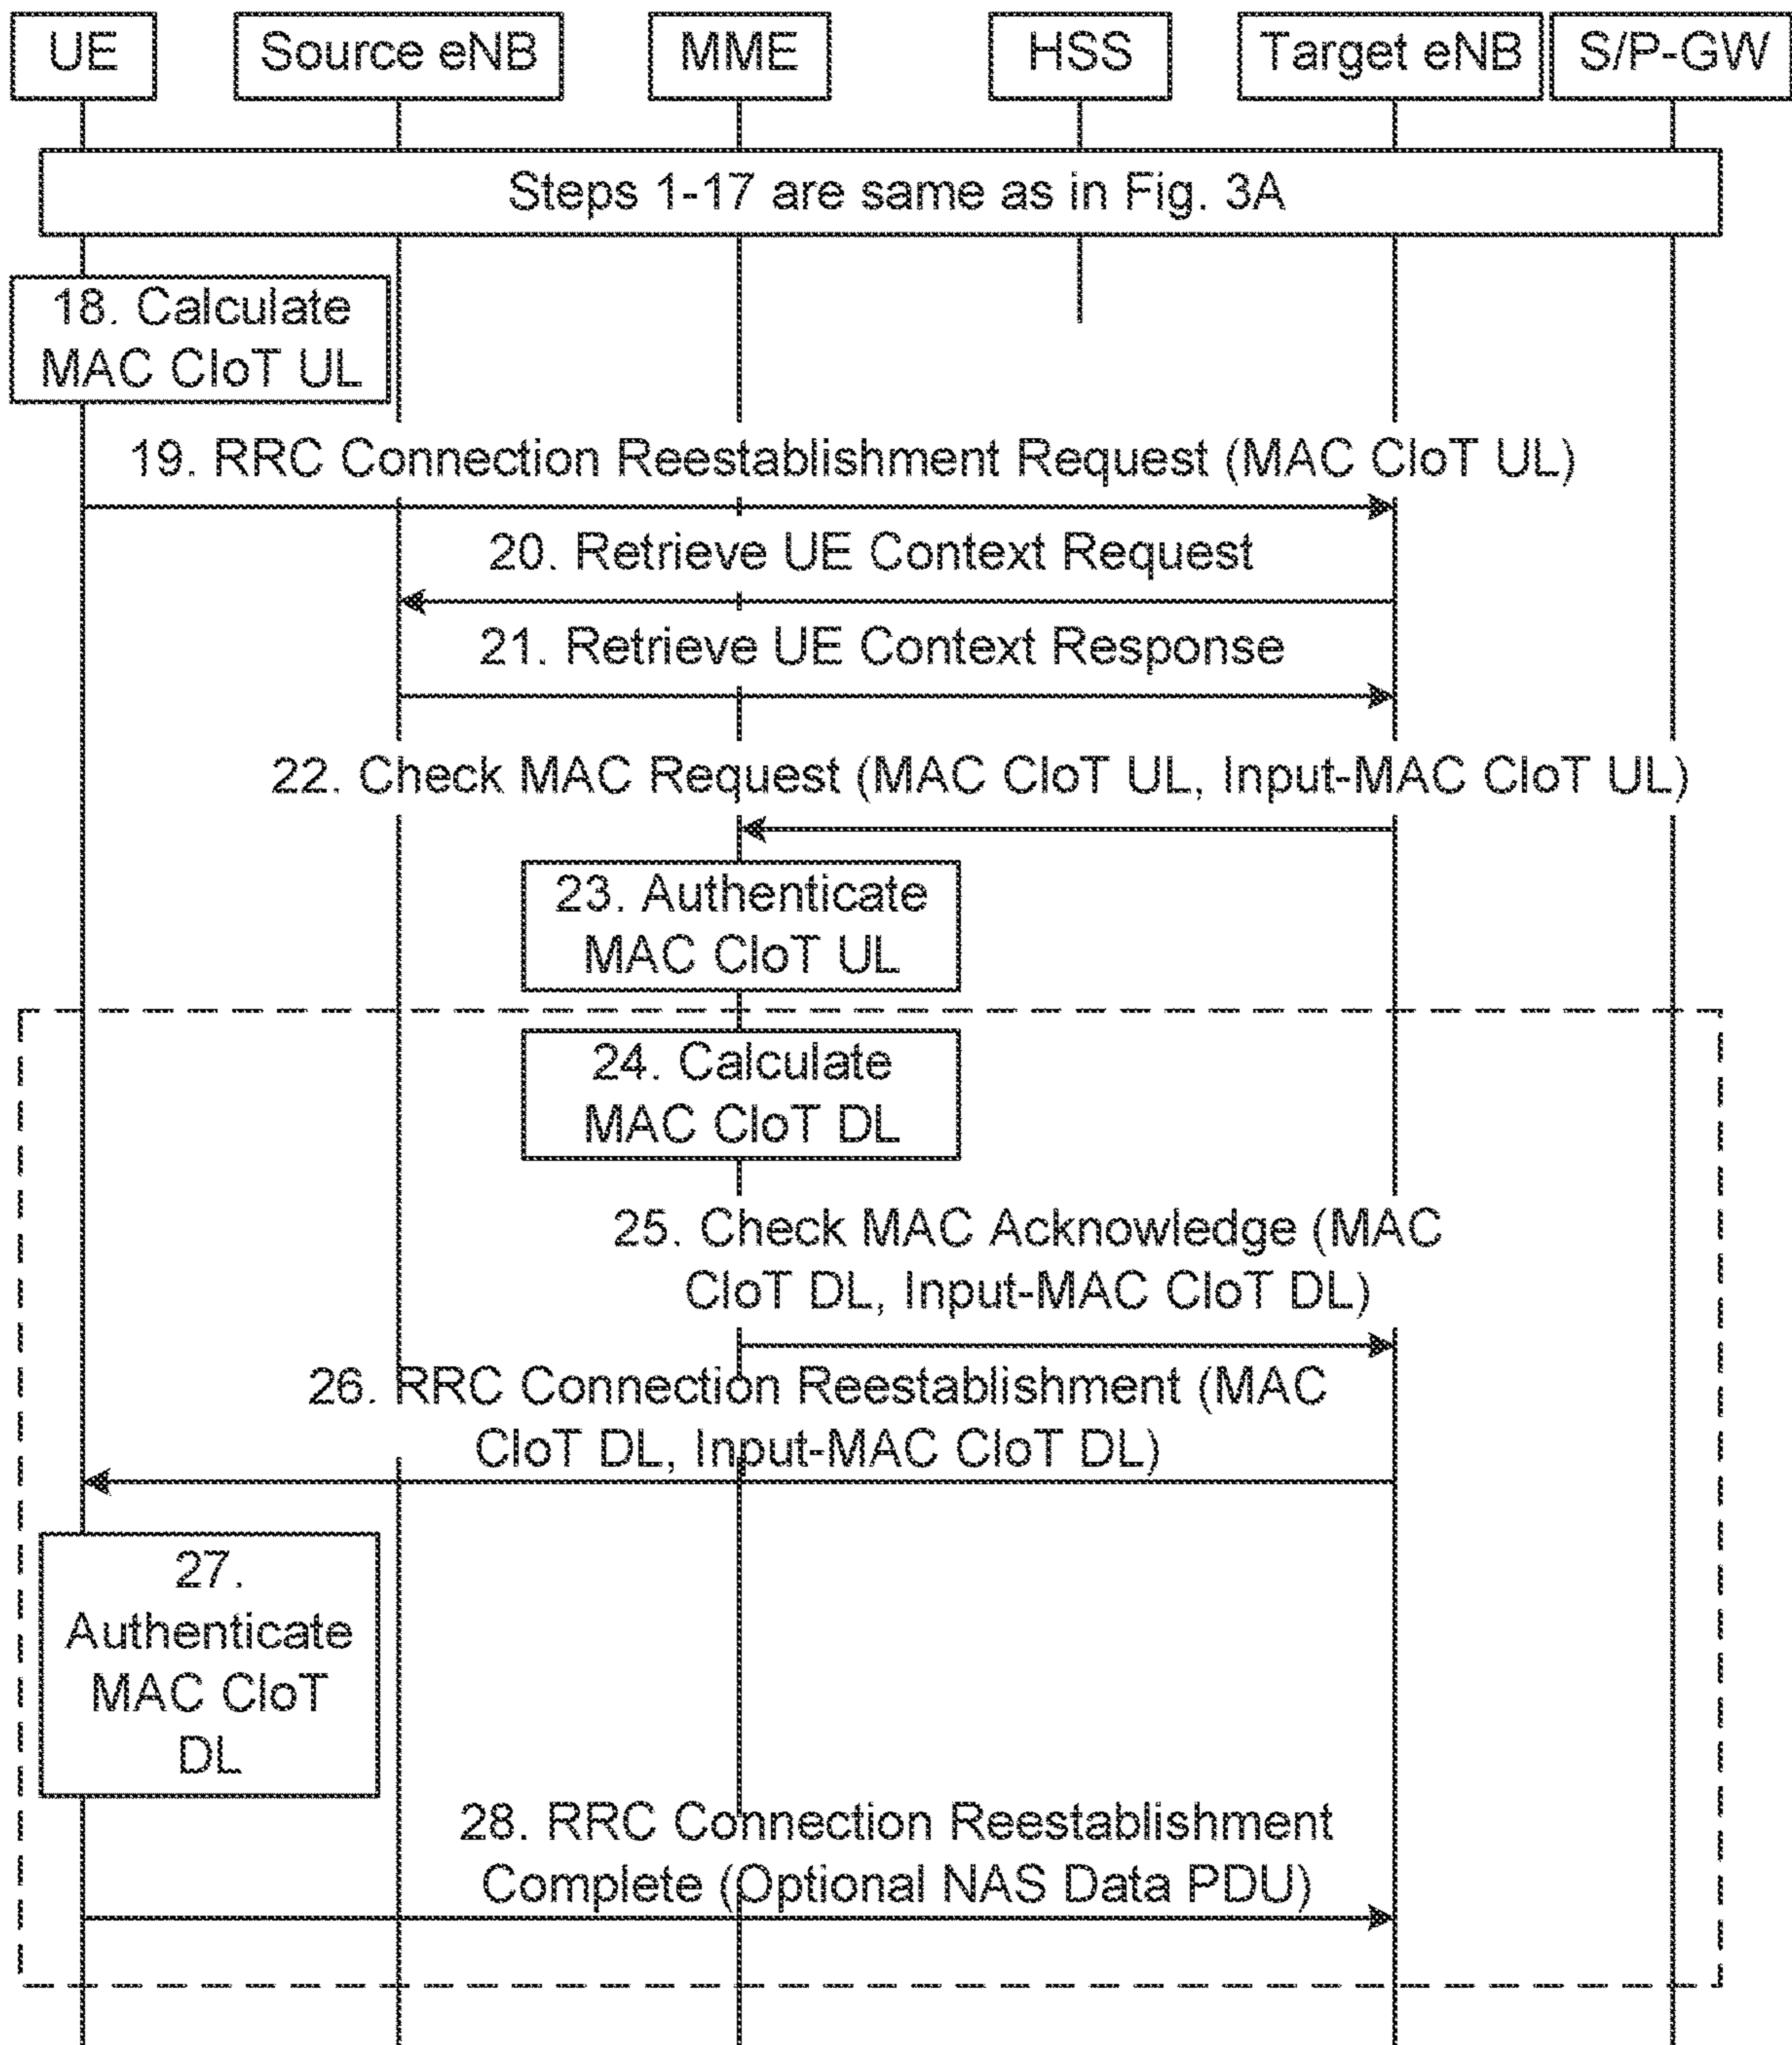 UE
Source eNB
MME
HSS
Target eNB
S/P-GW
Steps 1-17 are same as in Fig. 3A
18. Calculate
MAC CIoT UL
19. RRC Connection Reestablishment Request (MAC CIoT UL)
20. Retrieve UE Context Request
21. Retrieve UE Context Response
22. Check MAC Request (MAC CIoT UL, Input-MAC CIoT UL)
23. Authenticate
MAC CIoT UL
24. Calculate
MAC CIoT DL
25. Check MAC Acknowledge (MAC
CIoT DL, Input-MAC CIoT DL)
26. RRC Connection Reestablishment (MAC
CIoT DL, Input-MAC CIoT DL)
27.
Authenticate
MAC CIoT
DL
28. RRC Connection Reestablishment
Complete (Optional NAS Data PDU)